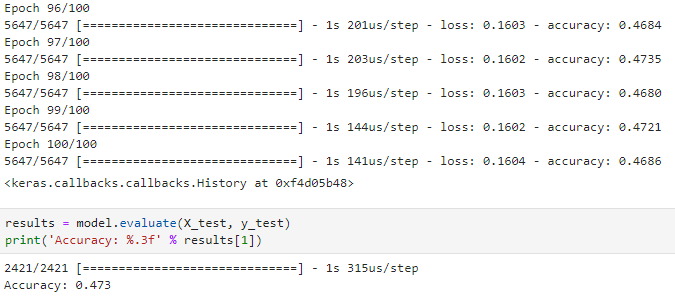 Epoch 96/100
5647/5647 [==============================] - 1s 201us/step - loss: 0.1603 - accuracy: 0.4684
Epoch 97/100
5647/5647 [==============================] - 1s 203us/step - loss: 0.1602 - accuracy: 0.4735
Epoch 98/100
5647/5647 [==============================] - 1s 196us/step - loss: 0.1603 - accuracy: 0.4680
Epoch 99/100
5647/5647 [==============================] - 1s 144us/step - loss: 0.1602 - accuracy: 0.4721
Epoch 100/100
5647/5647 [==============================] - 1s 141us/step - loss: 0.1604 - accuracy: 0.4686
<keras.callbacks.callbacks.History at 0xf4d05b48>
results = model.evaluate(X_test, y_test)
print('Accuracy: %.3f' % results[1])
2421/2421 [==============================] - 1s 315us/step
Accuracy: 0.473